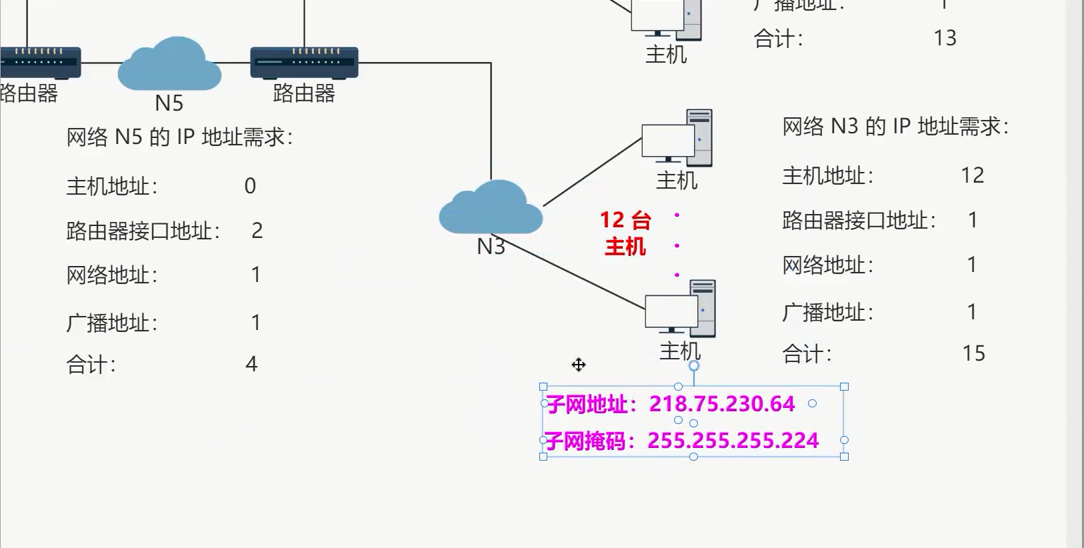 广播地址： 1
主机
合计： 13
路由器
N5
路由器
网络 N5 的 IP 地址需求：
网络 N3 的 IP 地址需求：
主机地址： 0
主机
主机地址： 12
路由器接口地址： 2
12 台
主机
路由器接口地址： 1
N3
网络地址： 1
网络地址： 1
广播地址： 1
广播地址： 1
主机
合计： 4
合计： 15
子网地址：218.75.230.64
子网掩码：255.255.255.224